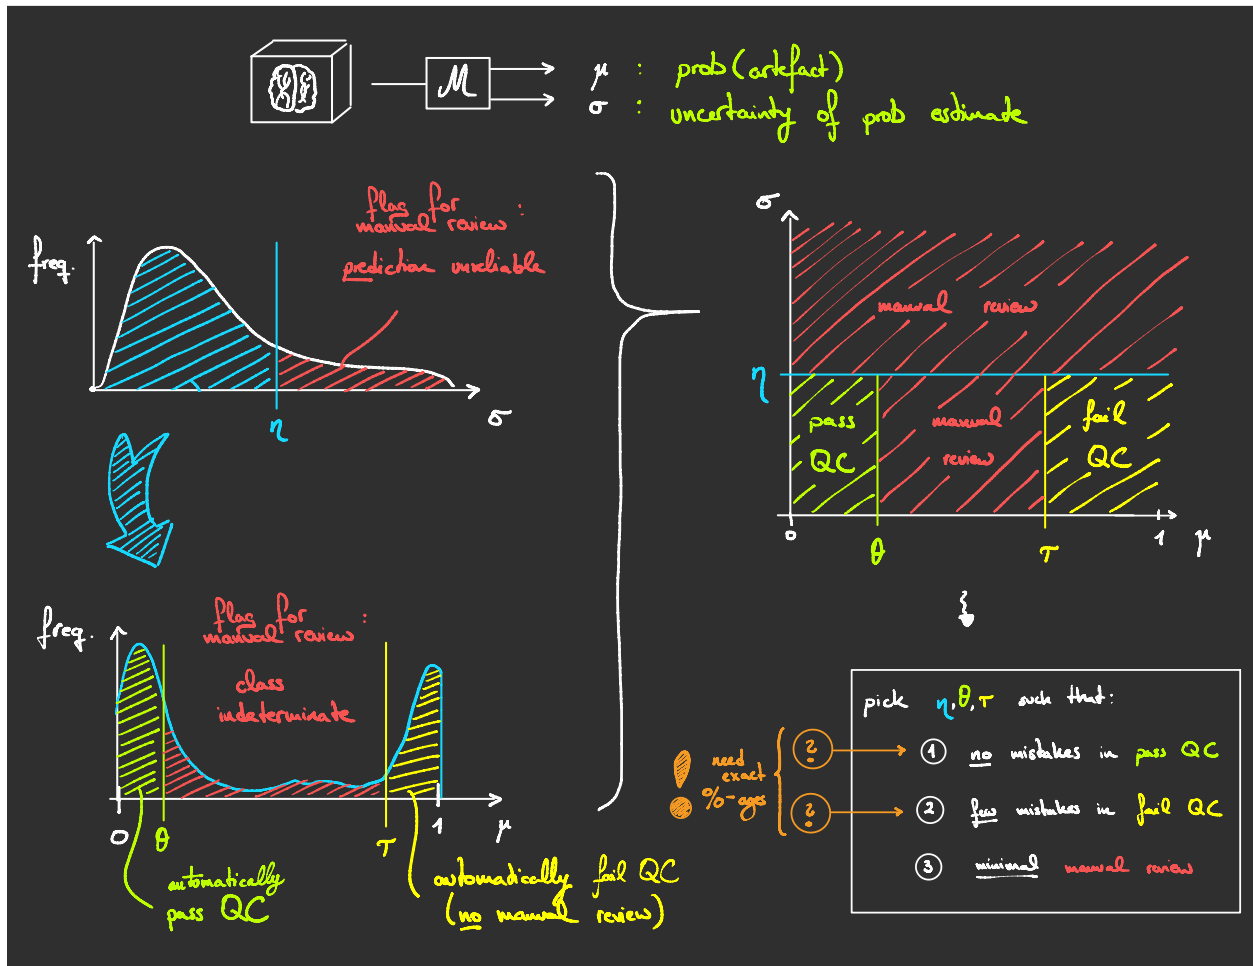 M
μ : prob(artefact)
σ : uncertainty of prob estimate
flag for
manual review :
prediction unreliable
freq.
η
σ
freq.
flag for
manual review :
class
indeterminate
0
θ
τ
1
μ
automatically
pass QC
automatically fail QC
(no manual review)
σ
manual review
η
pass
QC
manual
review
fail
QC
0
θ
τ
1
μ
pick η, θ, τ such that:
1 no mistakes in pass QC
2 few mistakes in fail QC
3 minimal manual review
! need
exact
%-ages
?
?